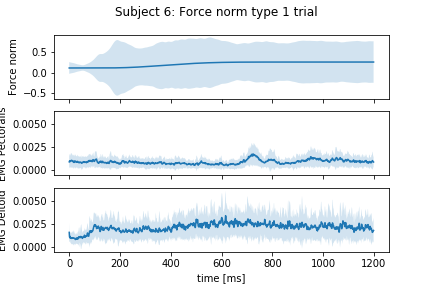 Subject 6: Force norm type 1 trial
Force norm
0.5
0.0
−0.5
EMG Pectoralis
0.0050
0.0025
0.0000
EMG Deltoid
0.0050
0.0025
0.0000
0 200 400 600 800 1000 1200
time [ms]